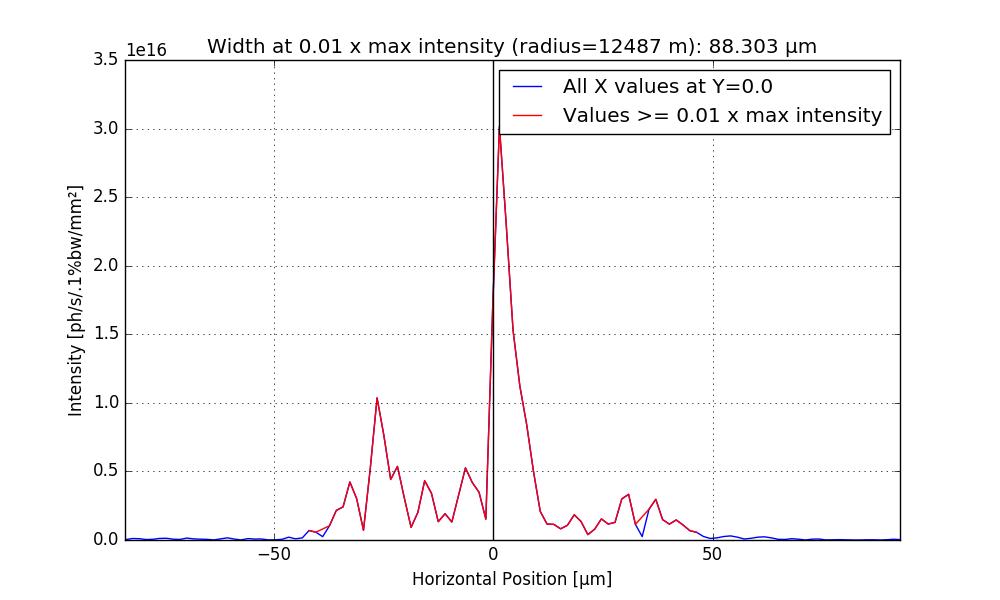 Width at 0.01 x max intensity (radius=12487 m): 88.303 µm
1e16
3.5
3.0
2.5
2.0
1.5
1.0
0.5
0.0
Intensity [ph/s/.1%bw/mm²]
All X values at Y=0.0
Values >= 0.01 x max intensity
−50
0
50
Horizontal Position [µm]